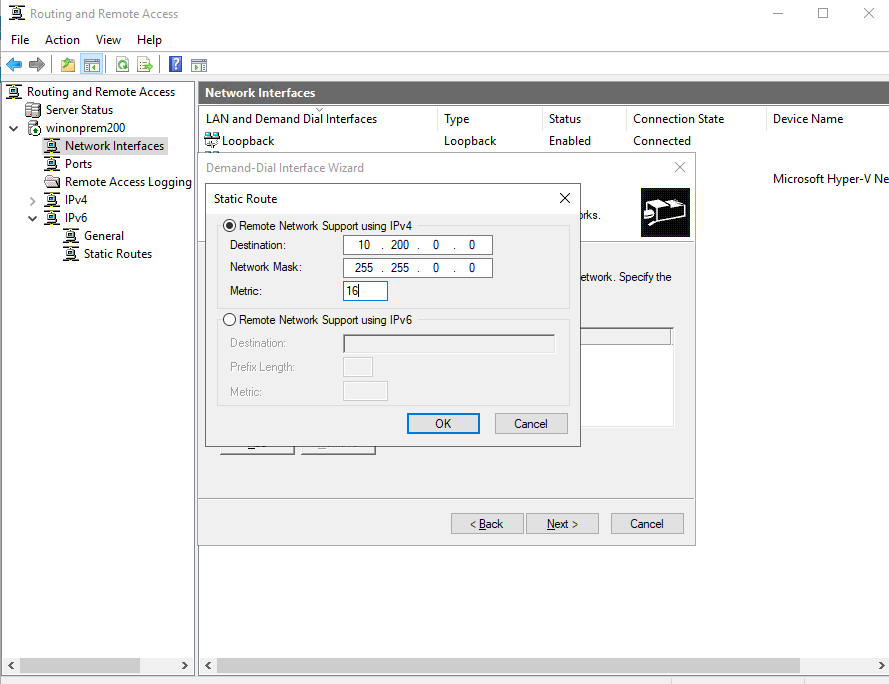 Routing and Remote Access
File Action View Help
Routing and Remote Access
Server Status
winonprem200
Network Interfaces
Ports
Remote Access Logging
IPv4
IPv6
General
Static Routes
Network Interfaces
LAN and Demand Dial Interfaces Type Status Connection State Device Name
Loopback Loopback Enabled Connected
Microsoft Hyper-V Ne
Demand-Dial Interface Wizard
rks.
etwork. Specify the
Static Route
Remote Network Support using IPv4
Destination: 10 . 200 . 0 . 0
Network Mask: 255 . 255 . 0 . 0
Metric: 16
Remote Network Support using IPv6
Destination:
Prefix Length:
Metric:
OK Cancel
< Back Next > Cancel